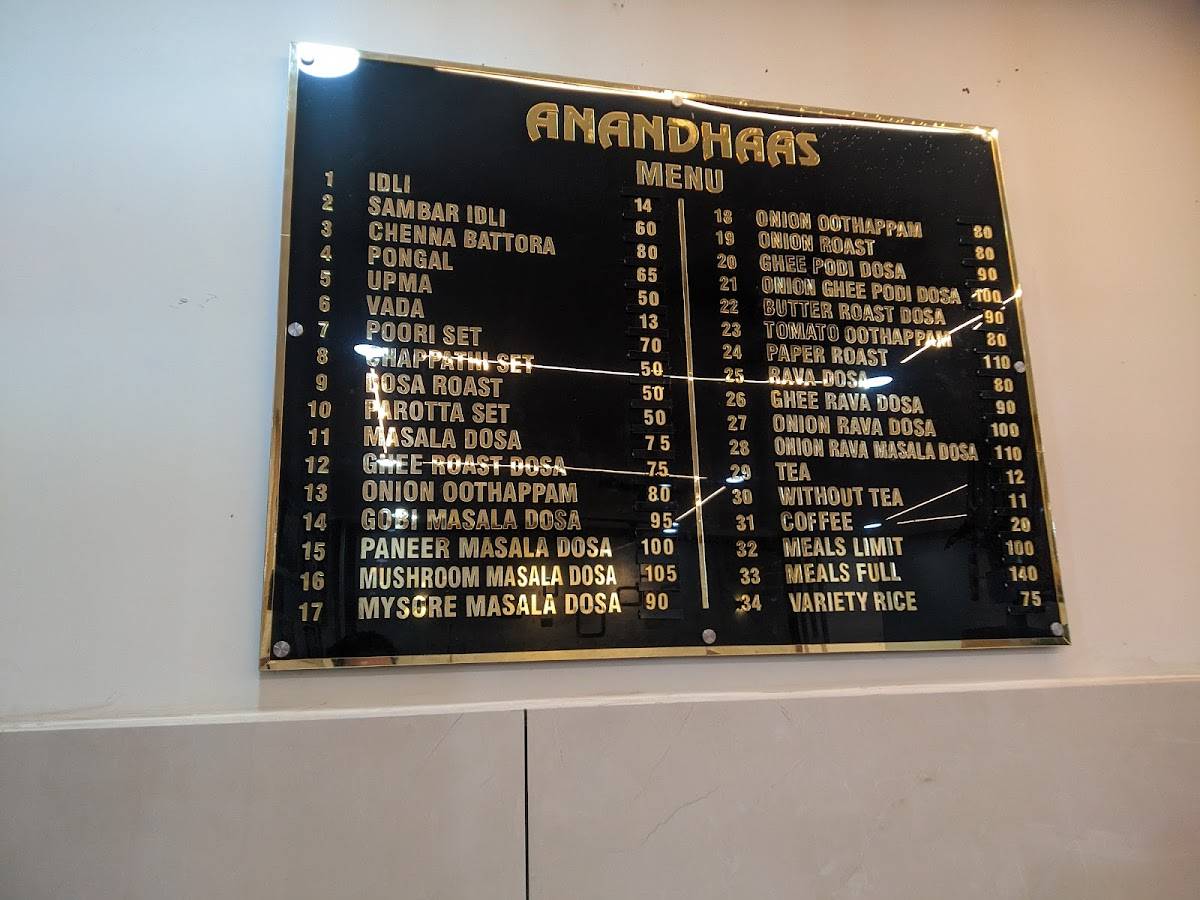 ANANDHAAS
MENU
1 IDLI 14
2 SAMBAR IDLI 60
3 CHENNA BATTORA 80
4 PONGAL 65
5 UPMA 50
6 VADA 13
7 POORI SET 70
8 CHAPPATHI SET 50
9 DOSA ROAST 50
10 PAROTTA SET 50
11 MASALA DOSA 75
12 GHEE ROAST DOSA 75
13 ONION OOTHAPPAM 80
14 GOBI MASALA DOSA 95
15 PANEER MASALA DOSA 100
16 MUSHROOM MASALA DOSA 105
17 MYSORE MASALA DOSA 90
18 ONION OOTHAPPAM 80
19 ONION ROAST 80
20 GHEE PODI DOSA 90
21 ONION GHEE PODI DOSA 100
22 BUTTER ROAST DOSA 90
23 TOMATO OOTHAPPAM 80
24 PAPER ROAST 110
25 RAVA DOSA 80
26 GHEE RAVA DOSA 90
27 ONION RAVA DOSA 100
28 ONION RAVA MASALA DOSA 110
29 TEA 12
30 WITHOUT TEA 11
31 COFFEE 20
32 MEALS LIMIT 100
33 MEALS FULL 140
34 VARIETY RICE 75